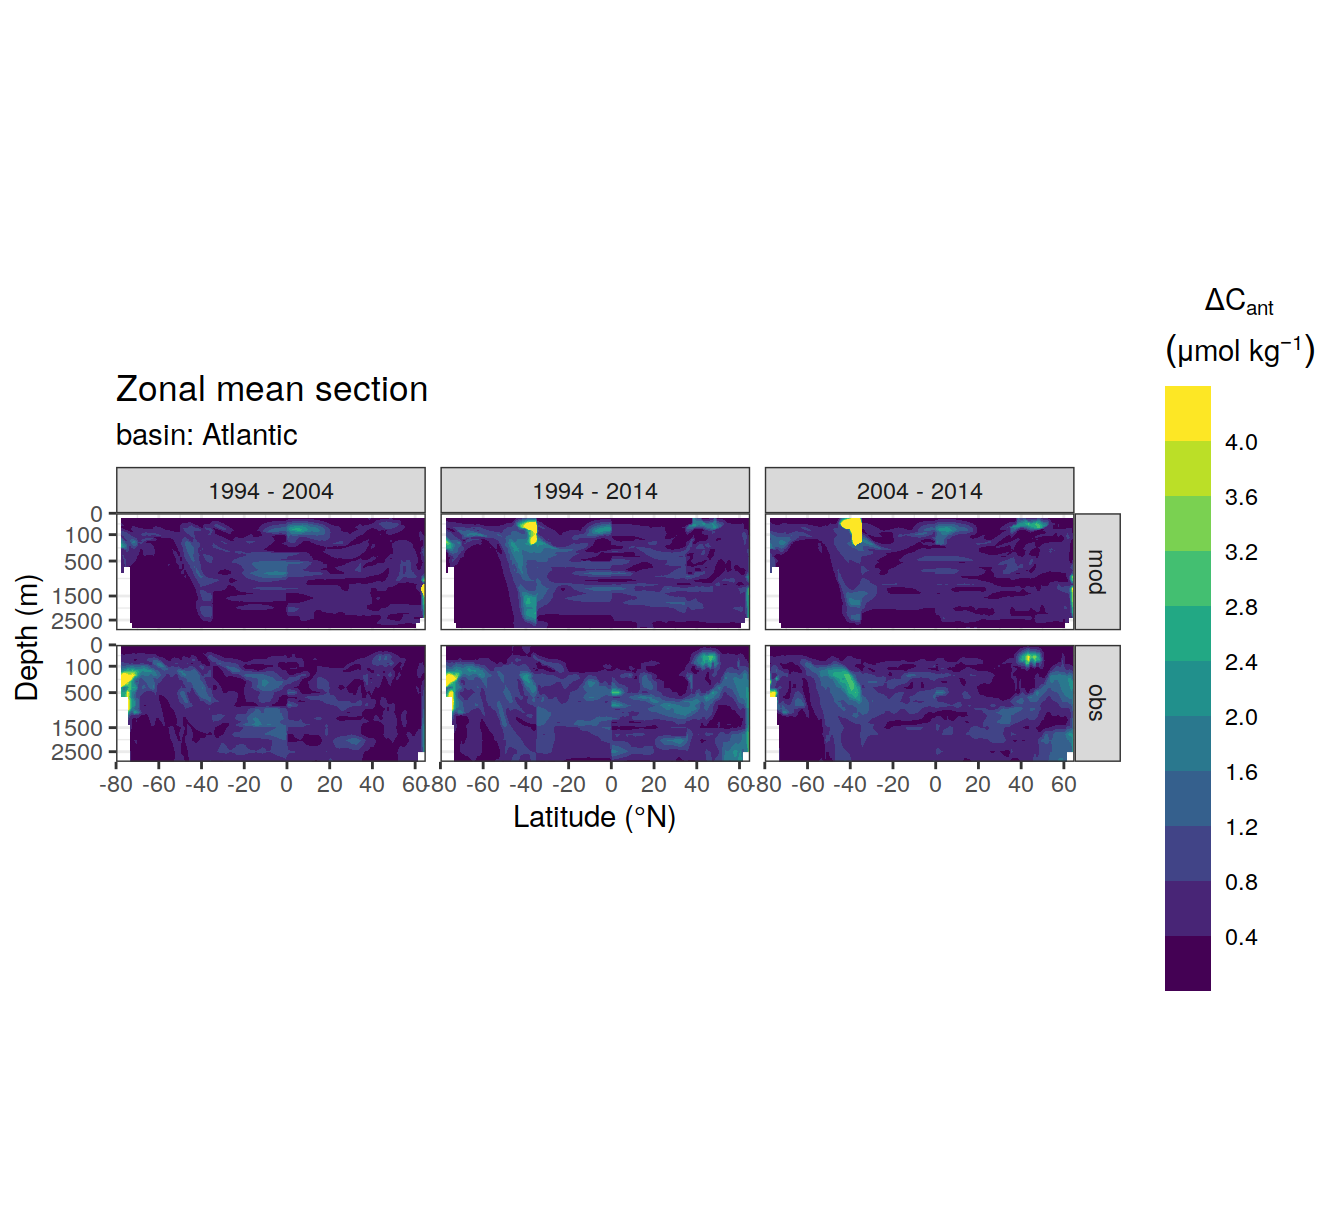 ΔCant
(µmol kg−1)
Zonal mean section
basin: Atlantic
1994 - 2004
1994 - 2014
2004 - 2014
0
100
500
1500
2500
mod
0
100
500
1500
2500
obs
-80 -60 -40 -20 0 20 40 60
-80 -60 -40 -20 0 20 40 60
-80 -60 -40 -20 0 20 40 60
Latitude (°N)
Depth (m)
4.0
3.6
3.2
2.8
2.4
2.0
1.6
1.2
0.8
0.4